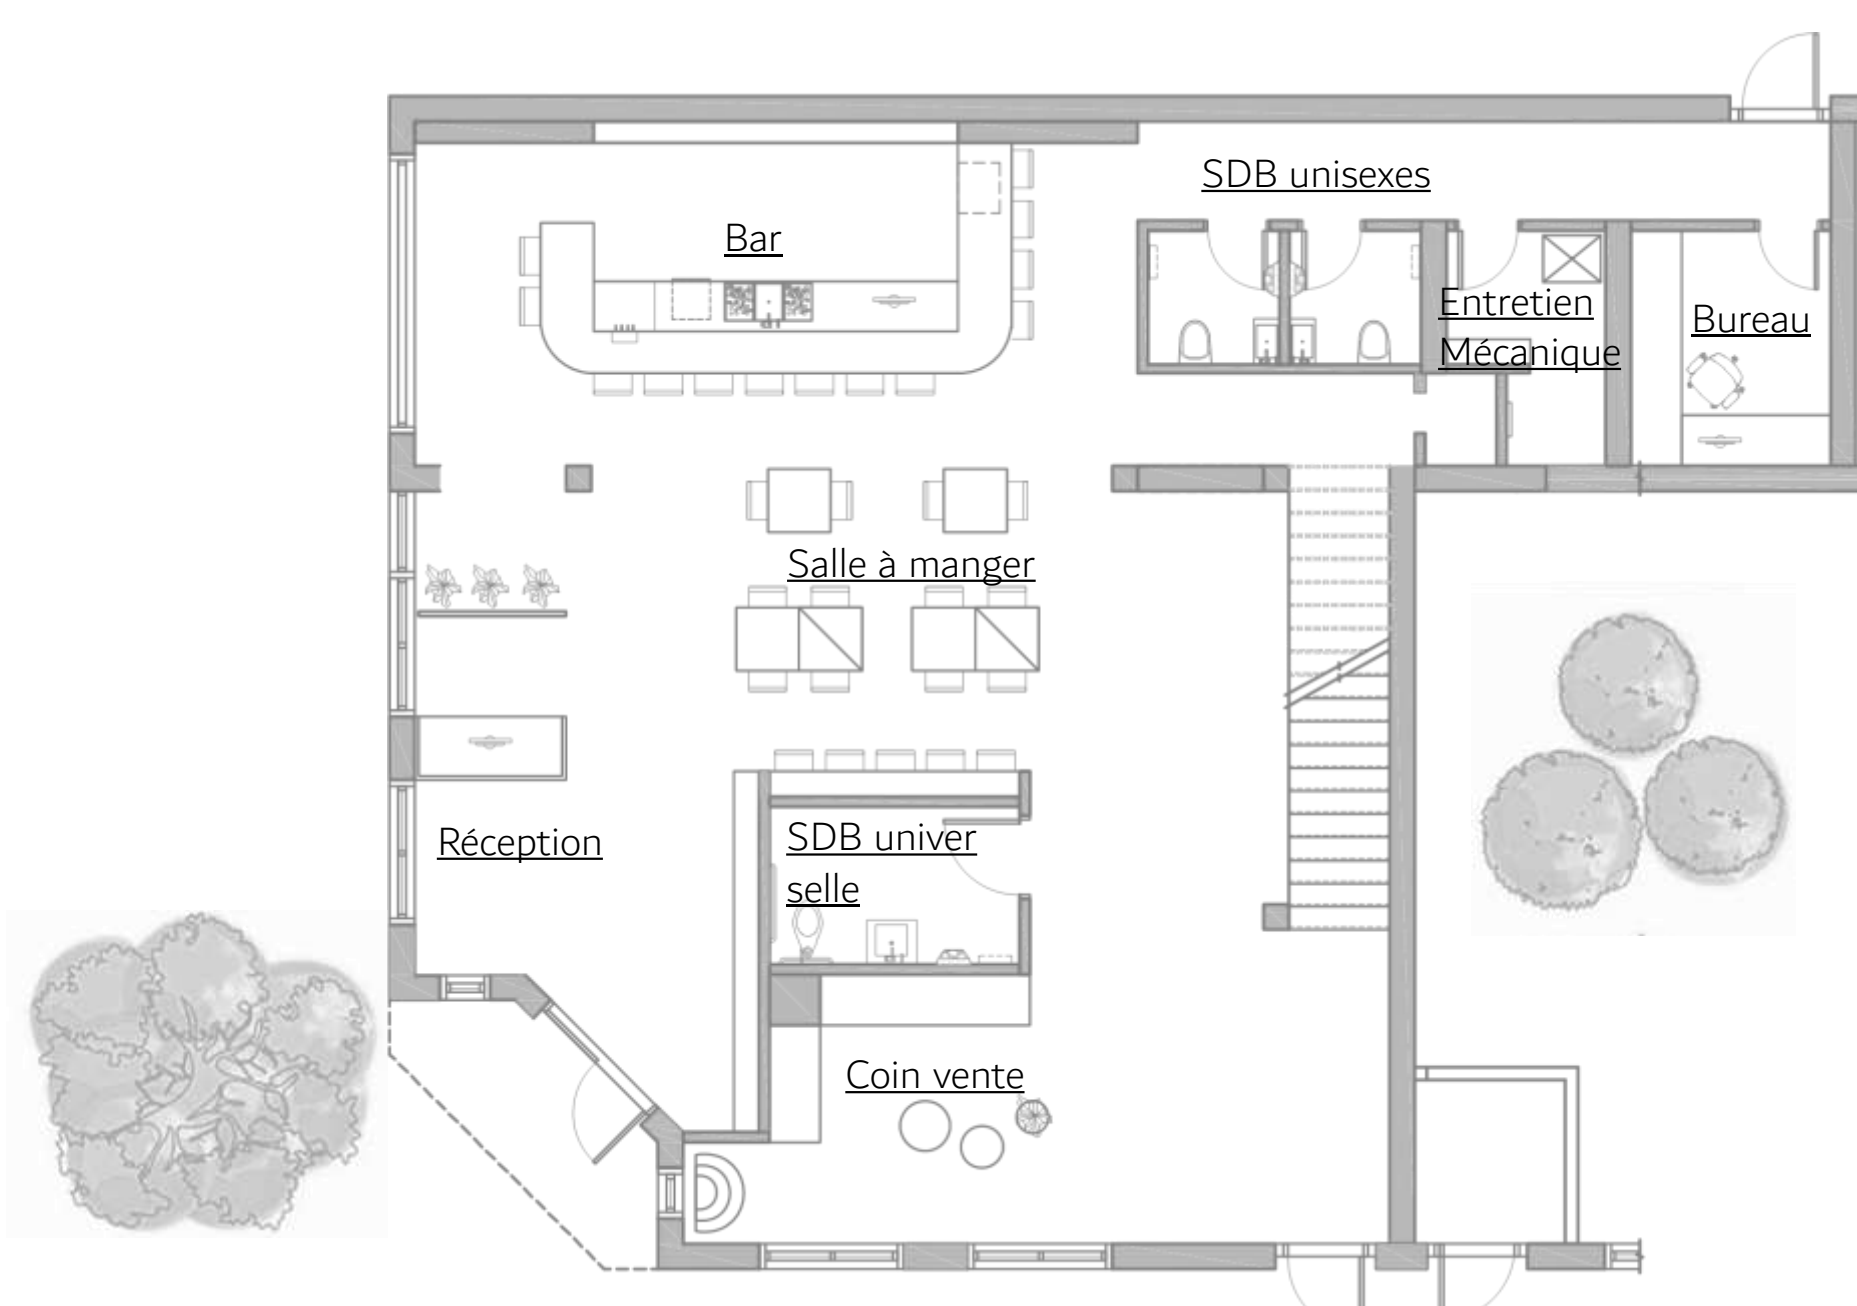 SDB unisexes
Bar
Entretien
Mécanique
Bureau
Salle à manger
SDB univer
selle
Réception
Coin vente